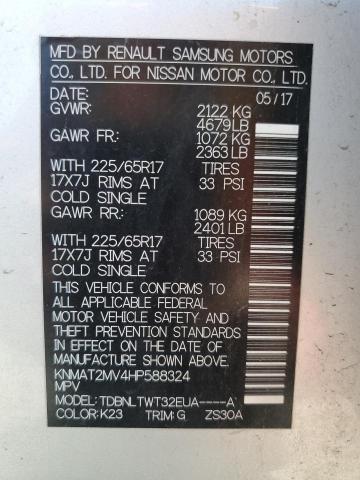 MFD BY RENAULT SAMSUNG MOTORS
CO., LTD. FOR NISSAN MOTOR CO., LTD.
DATE: 05/17
GVWR: 2122 KG
4679 LB
GAWR FR: 1072 KG
2363 LB
WITH 225/65R17 TIRES
17X7J RIMS AT 33 PSI
COLD SINGLE
GAWR RR: 1089 KG
2401 LB
WITH 225/65R17 TIRES
17X7J RIMS AT 33 PSI
COLD SINGLE
THIS VEHICLE CONFORMS TO
ALL APPLICABLE FEDERAL
MOTOR VEHICLE SAFETY AND
THEFT PREVENTION STANDARDS
IN EFFECT ON THE DATE OF
MANUFACTURE SHOWN ABOVE.
KNMAT2MV4HP588324
MPV
MODEL: TDBNLTWT32EUA----A
COLOR: K23 TRIM: G ZS30A